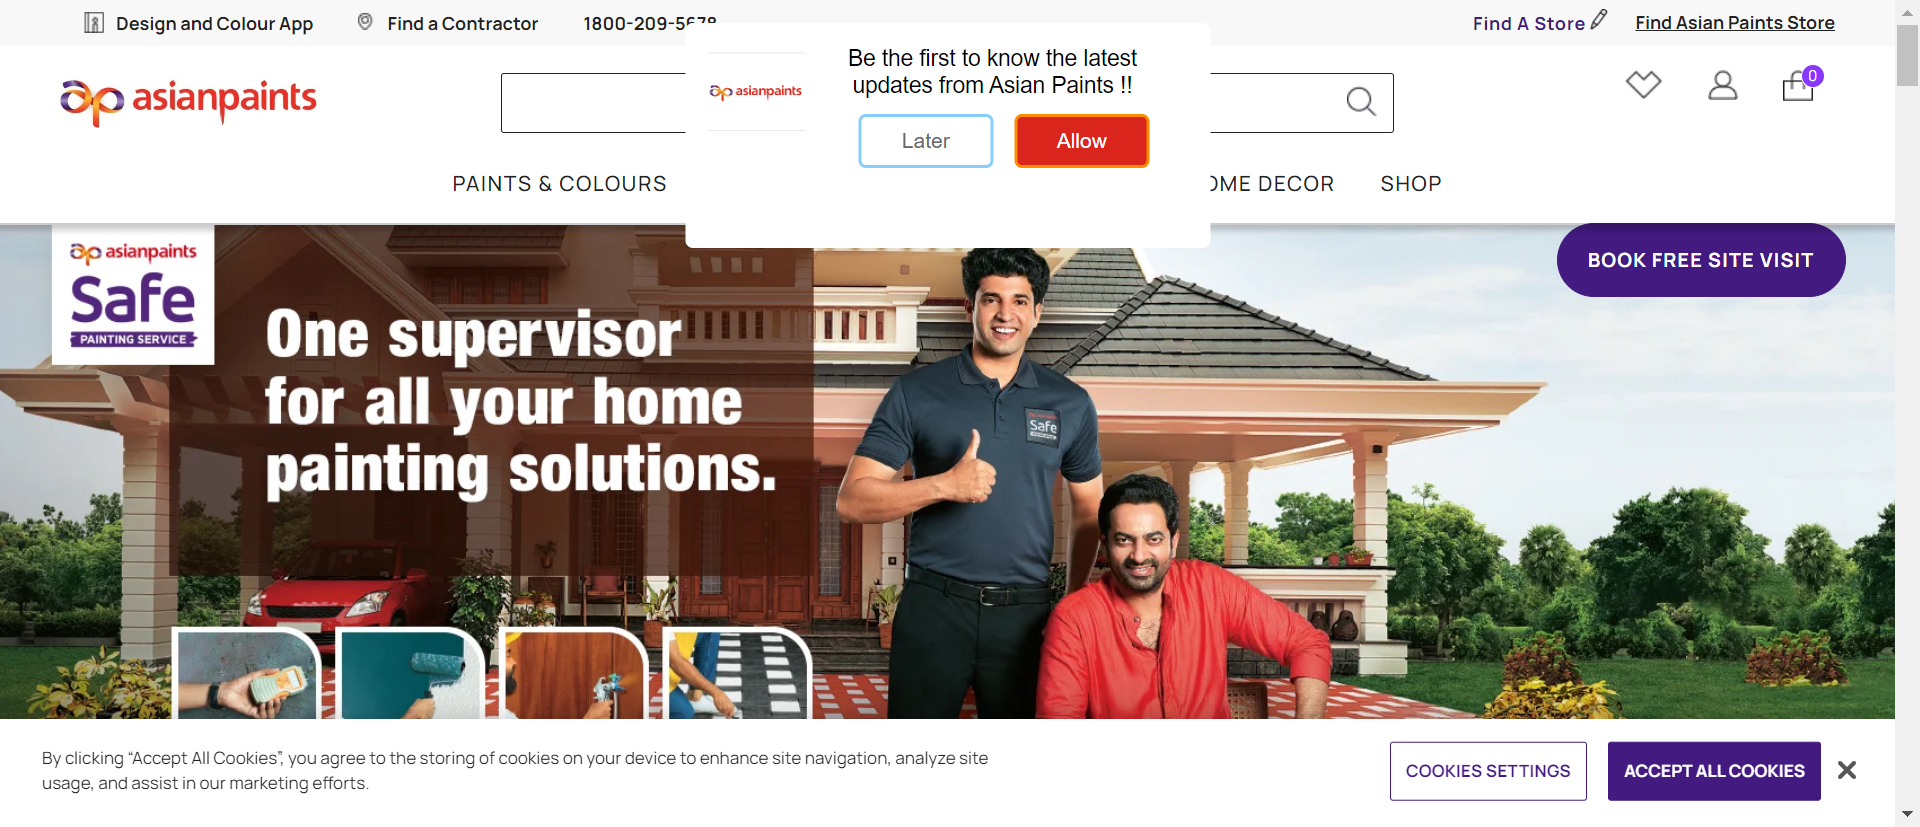 Design and Colour App
Find a Contractor
1800-209-5678
Find A Store
Find Asian Paints Store
asianpaints
asianpaints
Be the first to know the latest
updates from Asian Paints !!
Later
Allow
0
PAINTS & COLOURS
OME DECOR
SHOP
asianpaints
Safe
PAINTING SERVICE
BOOK FREE SITE VISIT
One supervisor
for all your home
painting solutions.
Safe
By clicking “Accept All Cookies”, you agree to the storing of cookies on your device to enhance site navigation, analyze site
usage, and assist in our marketing efforts.
COOKIES SETTINGS
ACCEPT ALL COOKIES